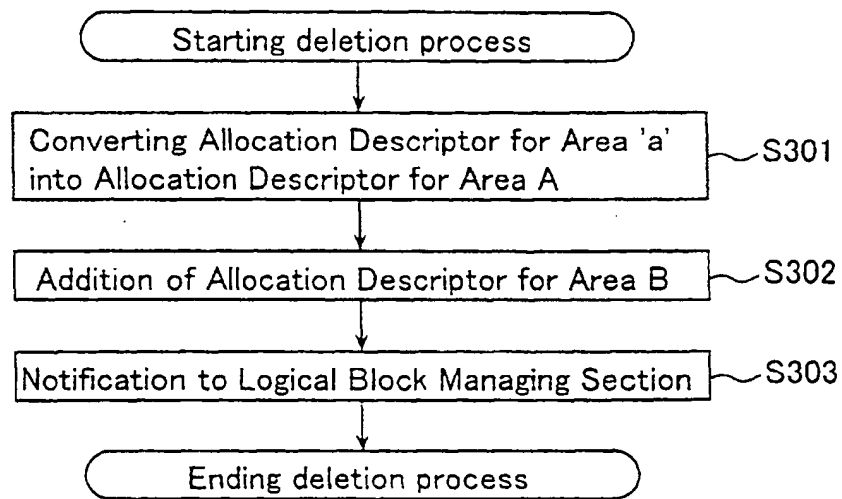 Starting deletion process
Converting Allocation Descriptor for Area 'a'
into Allocation Descriptor for Area A
S301
Addition of Allocation Descriptor for Area B
S302
Notification to Logical Block Managing Section
S303
Ending deletion process